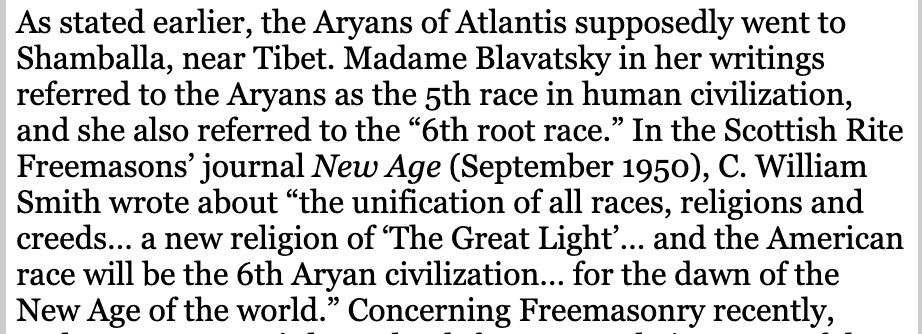 As stated earlier, the Aryans of Atlantis supposedly went to
Shamballa, near Tibet. Madame Blavatsky in her writings
referred to the Aryans as the 5th race in human civilization,
and she also referred to the “6th root race.” In the Scottish Rite
Freemasons’ journal New Age (September 1950), C. William
Smith wrote about “the unification of all races, religions and
creeds... a new religion of ‘The Great Light’... and the American
race will be the 6th Aryan civilization... for the dawn of the
New Age of the world.” Concerning Freemasonry recently,